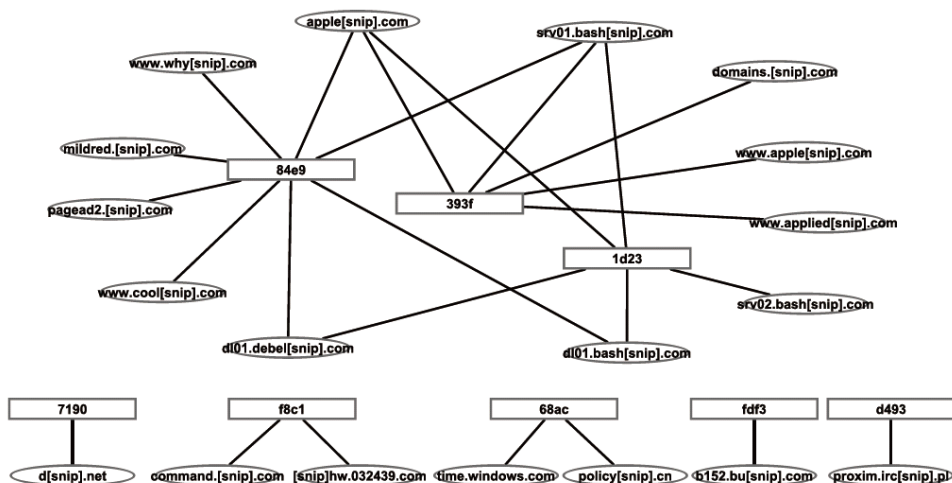 apple[snip].com
srv01.bash[snip].com
www.why[snip].com
domains.[snip].com
mildred.[snip].com
www.apple[snip].com
84e9
393f
pagead2.[snip].com
www.applied[snip].com
1d23
www.cool[snip].com
srv02.bash[snip].com
dl01.debel[snip].com
dl01.bash[snip].com
7190
f8c1
68ac
fdf3
d493
d[snip].net
command.[snip].com
[snip]hw.032439.com
time.windows.com
policy[snip].cn
b152.bu[snip].com
proxim.irc[snip].pl